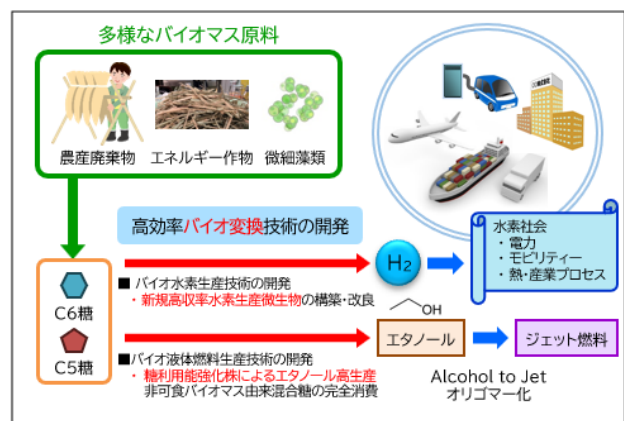 多様なバイオマス原料
農産廃棄物
エネルギー作物
微細藻類
高効率バイオ変換技術の開発
水素社会
・電力
・モビリティー
・熱・産業プロセス
H₂
C6糖
■ バイオ水素生産技術の開発
・新規高収率水素生産微生物の構築・改良
OH
エタノール
ジェット燃料
C5糖
■バイオ液体燃料生産技術の開発
・ 糖利用能強化株によるエタノール高生産
非可食バイオマス由来混合糖の完全消費
Alcohol to Jet
オリゴマー化